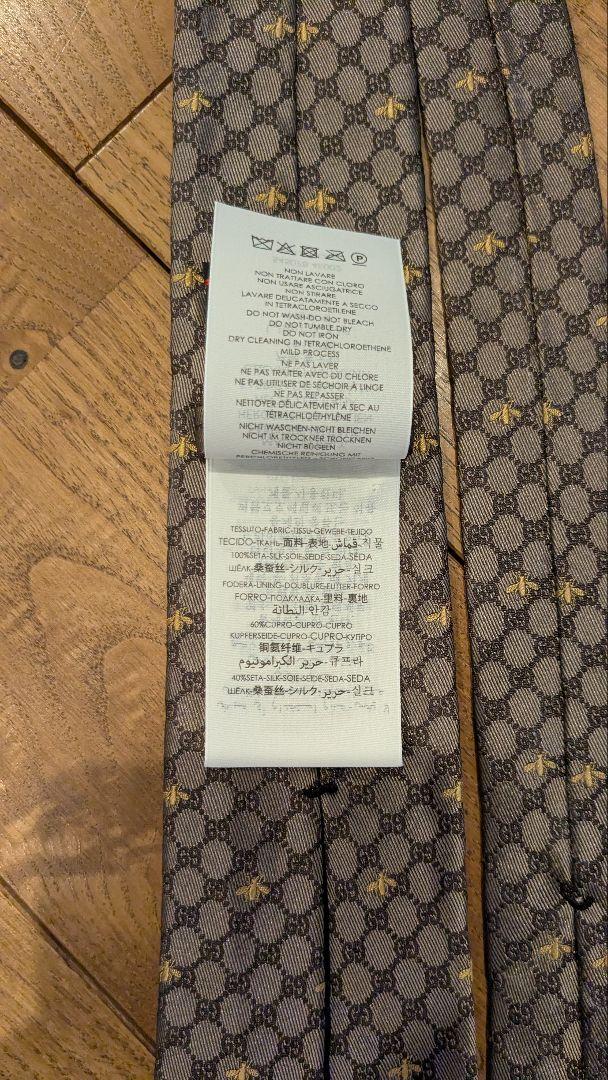 NON LAVARE
NON TRATTARE CON CLORO
NON USARE ASCIUGATRICE
NON STIRARE
LAVARE DELICATAMENTE A SECCO
IN TETRACLOROETILENE
DO NOT WASH-DO NOT BLEACH
DO NOT TUMBLE DRY
DO NOT IRON
DRY CLEANING IN TETRACHLOROETHENE
MILD PROCESS
NE PAS LAVER
NE PAS TRAITER AVEC DU CHLORE
NE PAS UTILISER DE SÉCHOIR À LINGE
NE PAS REPASSER
NETTOYER DÉLICATEMENT À SEC AU
TÉTRACHLOÉTHYLÈNE
NICHT WASCHEN-NICHT BLEICHEN
NICHT IM TROCKNER TROCKNEN
NICHT BÜGELN
CHEMISCHE REINIGUNG MIT
TESSUTO-FABRIC-TISSU-GEWEBE-TEJIDO
TECIDO-ТКАНЬ-面料-表地-قماش-직물
100%SETA-SILK-SOIE-SEIDE-SEDA-SEDA
ШЁЛК-桑蚕丝-シルク-حرير-실크
FODERA-LINING-DOUBLURE-FUTTER-FORRO
FORRO-ПОДКЛАДКА-里料-裏地
البطانة-안감
60%CUPRO-CUPRO-CUPRO
KUPFERSEIDE-CUPRO-CUPRO-КУПРО
铜氨纤维-キュプラ
حرير الكبرامونيوم-큐프라
40%SETA-SILK-SOIE-SEIDE-SEDA-SEDA
ШЁЛК-桑蚕丝-シルク-حرير-실크